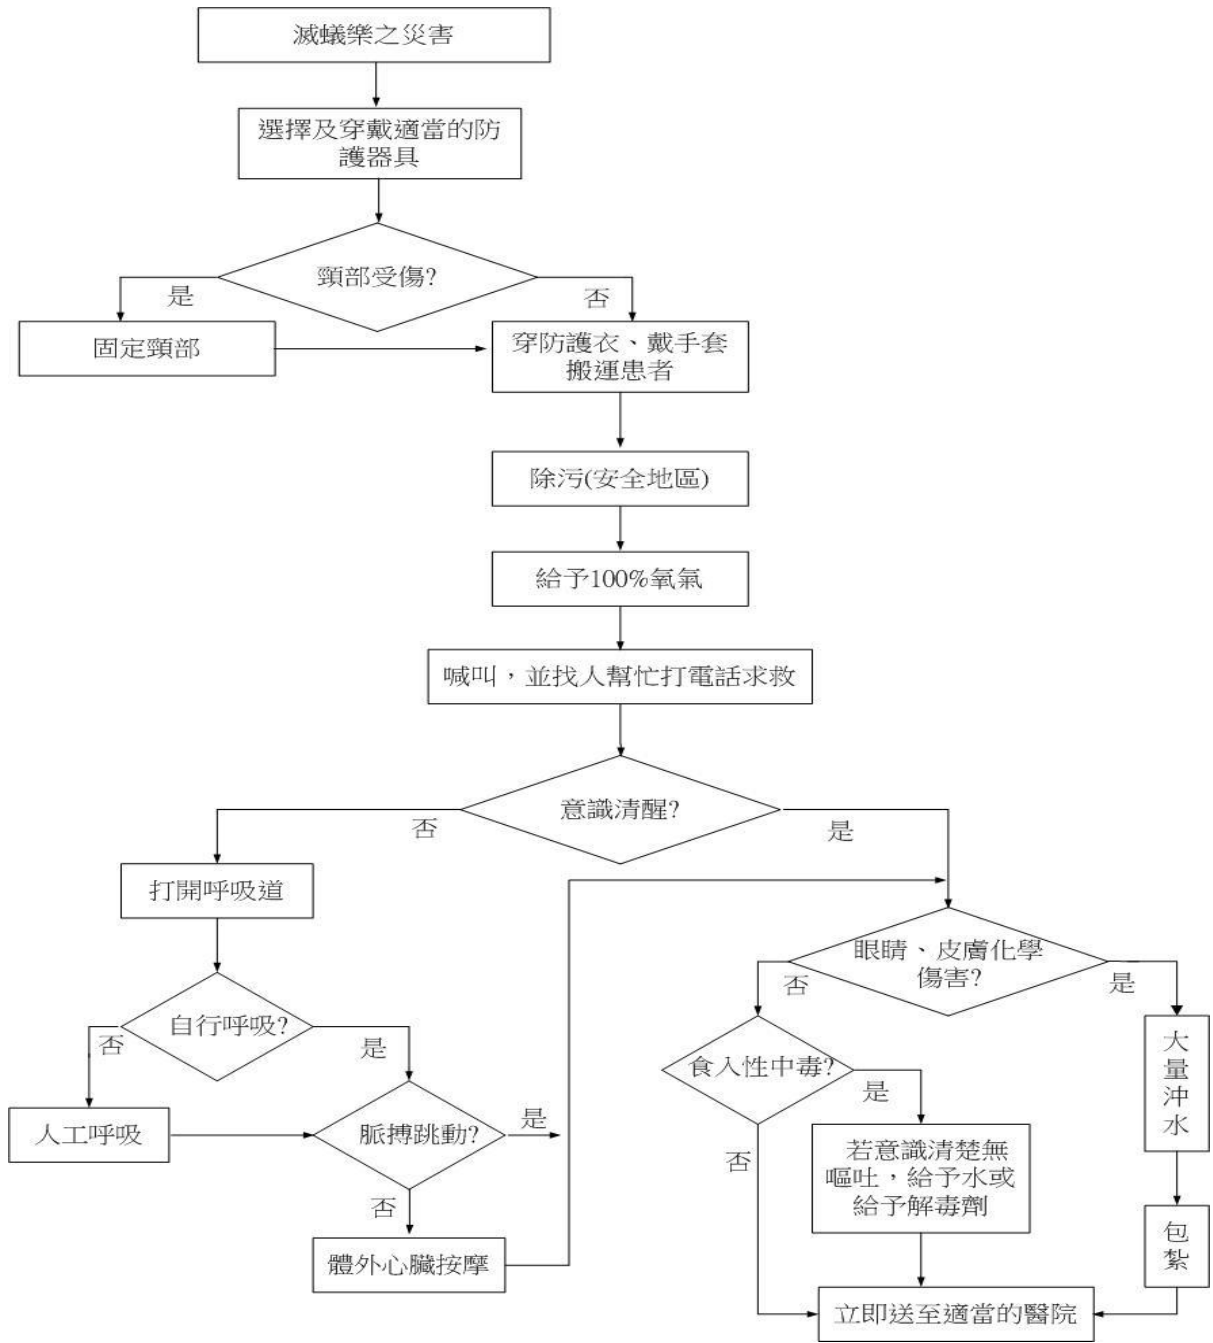 滅蟻樂之災害
選擇及穿戴適當的防
護器具
頸部受傷?
是
否
固定頸部
穿防護衣、戴手套
搬運患者
除污(安全地區)
給予100%氧氣
喊叫，並找人幫忙打電話求救
意識清醒?
否
是
打開呼吸道
眼睛、皮膚化學
傷害?
否
是
自行呼吸?
否
是
食入性中毒?
是
否
大
量
沖
水
人工呼吸
脈搏跳動?
是
否
若意識清楚無
嘔吐，給予水或
給予解毒劑
包
紮
體外心臟按摩
立即送至適當的醫院